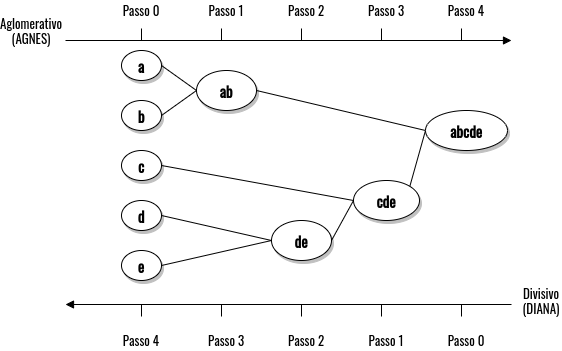 Passo 0 Passo 1 Passo 2 Passo 3 Passo 4
Aglomerativo
(AGNES)
a
ab
b
abcde
c
cde
d
de
e
Divisivo
(DIANA)
Passo 4 Passo 3 Passo 2 Passo 1 Passo 0